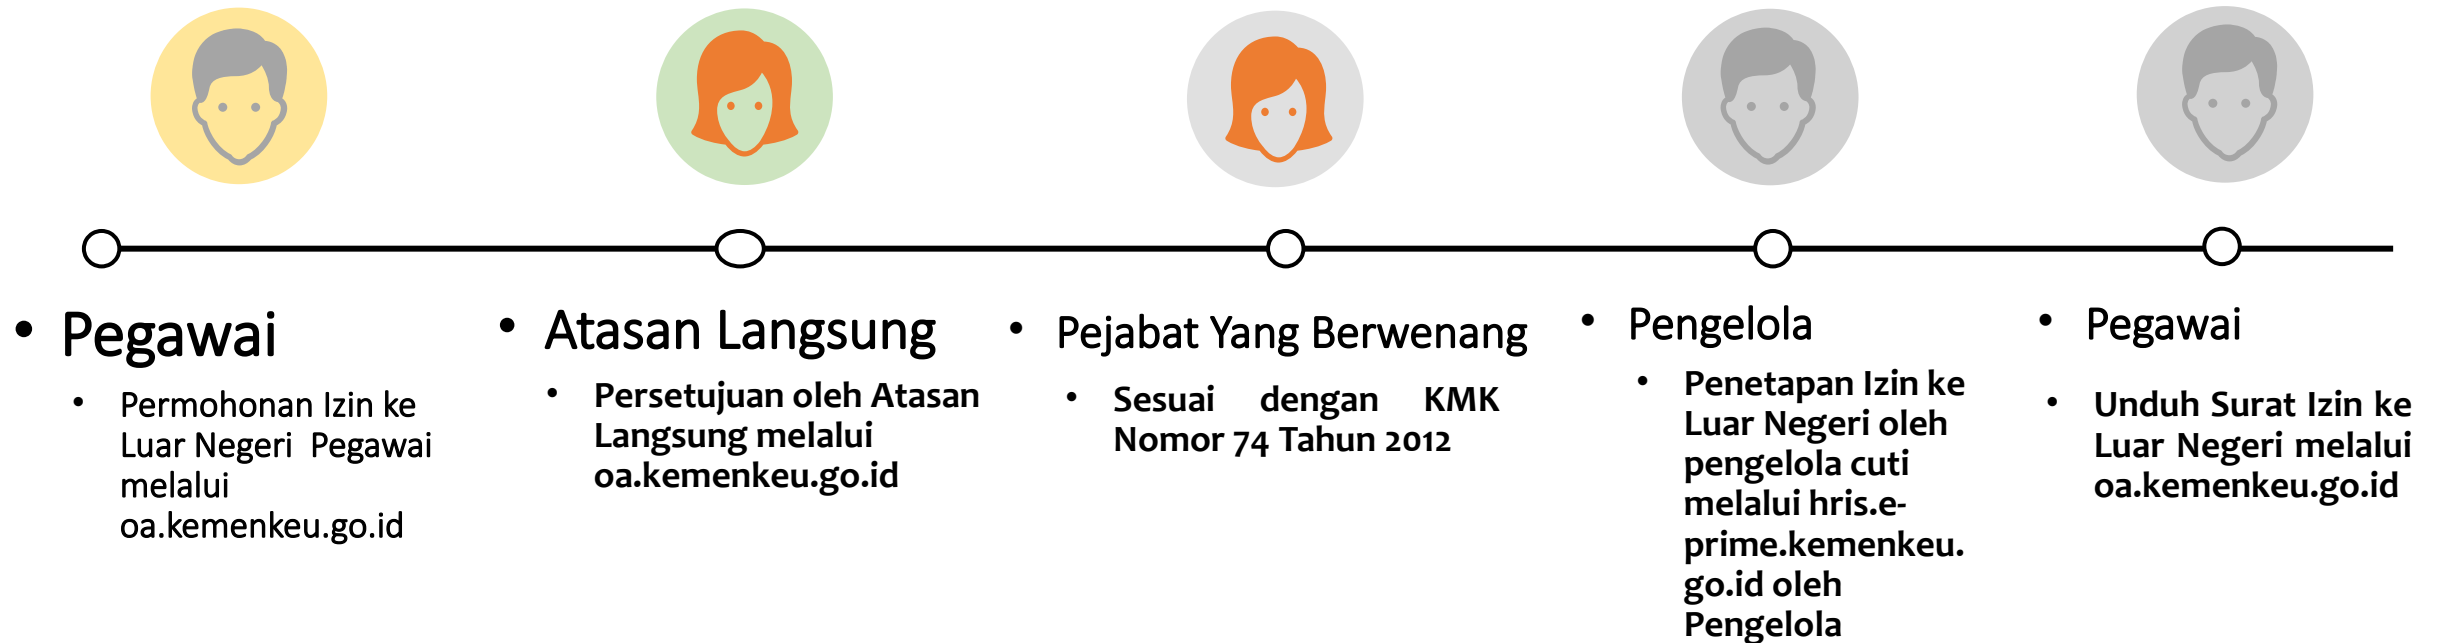 • Pegawai
• Permohonan Izin ke
Luar Negeri Pegawai
melalui
oa.kemenkeu.go.id
• Atasan Langsung
• Persetujuan oleh Atasan
Langsung melalui
oa.kemenkeu.go.id
• Pejabat Yang Berwenang
• Sesuai dengan KMK
Nomor 74 Tahun 2012
• Pengelola
• Penetapan Izin ke
Luar Negeri oleh
pengelola cuti
melalui hris.e-
prime.kemenkeu.
go.id oleh
Pengelola
• Pegawai
• Unduh Surat Izin ke
Luar Negeri melalui
oa.kemenkeu.go.id